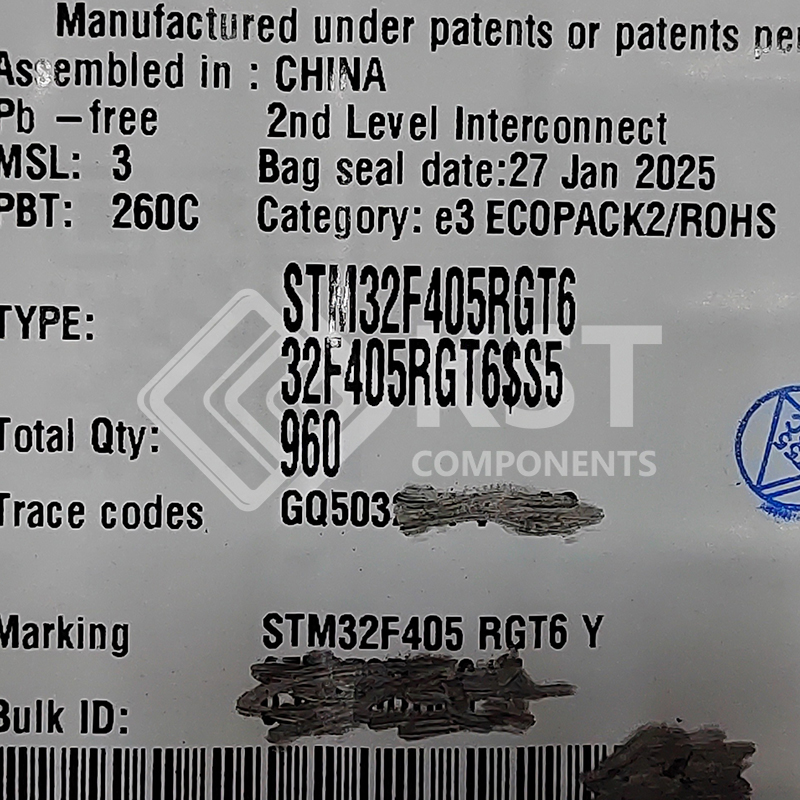 Manufactured under patents or patents
Assembled in : CHINA
Pb -free 2nd Level Interconnect
MSL: 3 Bag seal date:27 Jan 2025
PBT: 260C Category: e3 ECOPACK2/ROHS
TYPE: STM32F405RGT6
32F405RGT6$S5
RST
COMPONENTS
Total Qty: 960
Trace codes GQ503
Marking STM32F405 RGT6 Y
Bulk ID: